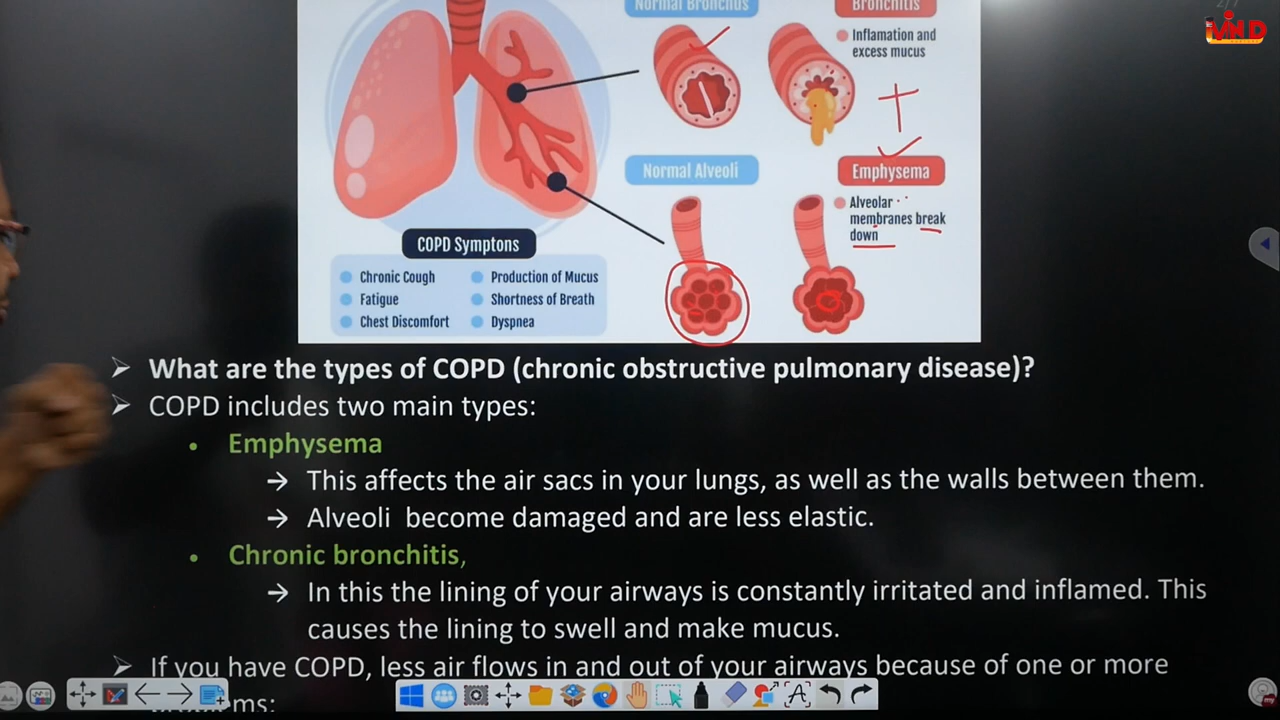 2/7
iVIND
Normal Bronchus
Bronchitis
Inflamation and
excess mucus
Normal Alveoli
Emphysema
Alveolar
membranes break
down
COPD Symptons
Chronic Cough
Production of Mucus
Fatigue
Shortness of Breath
Chest Discomfort
Dyspnea
➢ What are the types of COPD (chronic obstructive pulmonary disease)?
➢ COPD includes two main types:
• Emphysema
→ This affects the air sacs in your lungs, as well as the walls between them.
→ Alveoli become damaged and are less elastic.
• Chronic bronchitis,
→ In this the lining of your airways is constantly irritated and inflamed. This
causes the lining to swell and make mucus.
➢ If you have COPD, less air flows in and out of your airways because of one or more